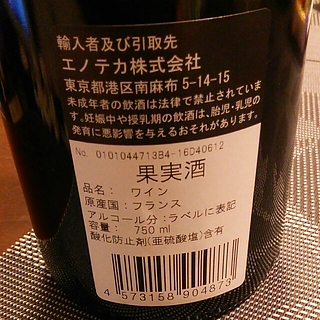 輸入者及び引取先
エノテカ株式会社
東京都港区南麻布5-14-15
未成年者の飲酒は法律で禁止されていま
す。妊娠中や授乳期の飲酒は、胎児・乳児の
発育に悪影響を与えるおそれがあります。
No. 0101044713B4-16D40612
果実酒
品名: ワイン
原産国:フランス
アルコール分:ラベルに表記
容量: 750 ml
酸化防止剤(亜硫酸塩)含有
4 573158 904873